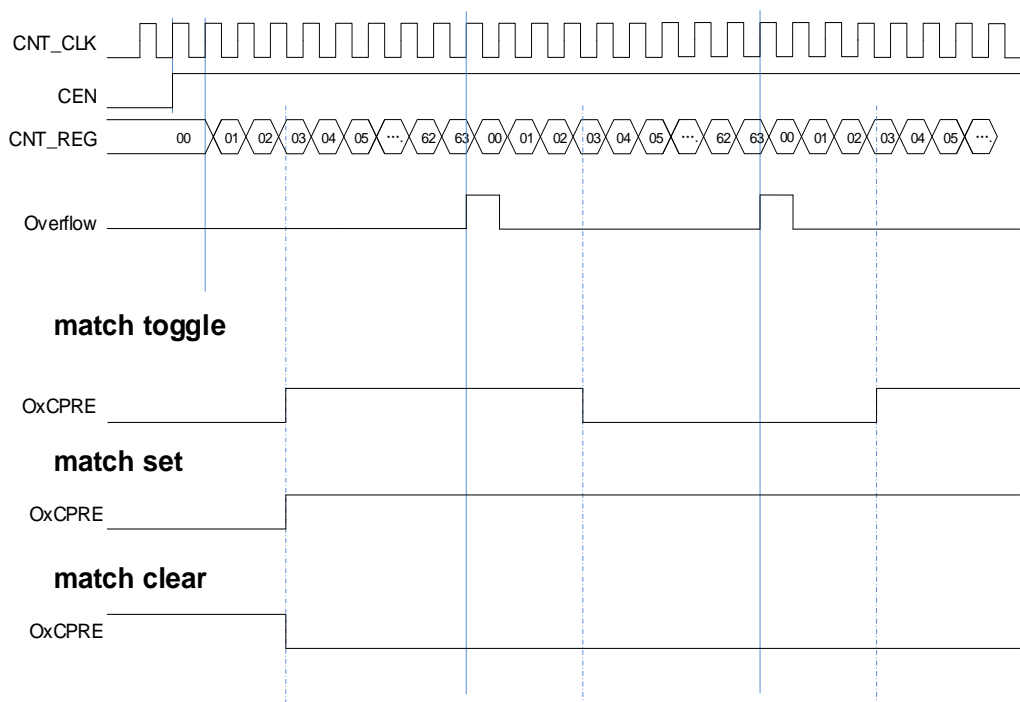 CNT_CLK
CEN
CNT_REG 00 01 02 03 04 05 ···. 62 63 00 01 02 03 04 05 ···. 62 63 00 01 02 03 04 05 ···.
Overflow
match toggle
OxCPRE
match set
OxCPRE
match clear
OxCPRE